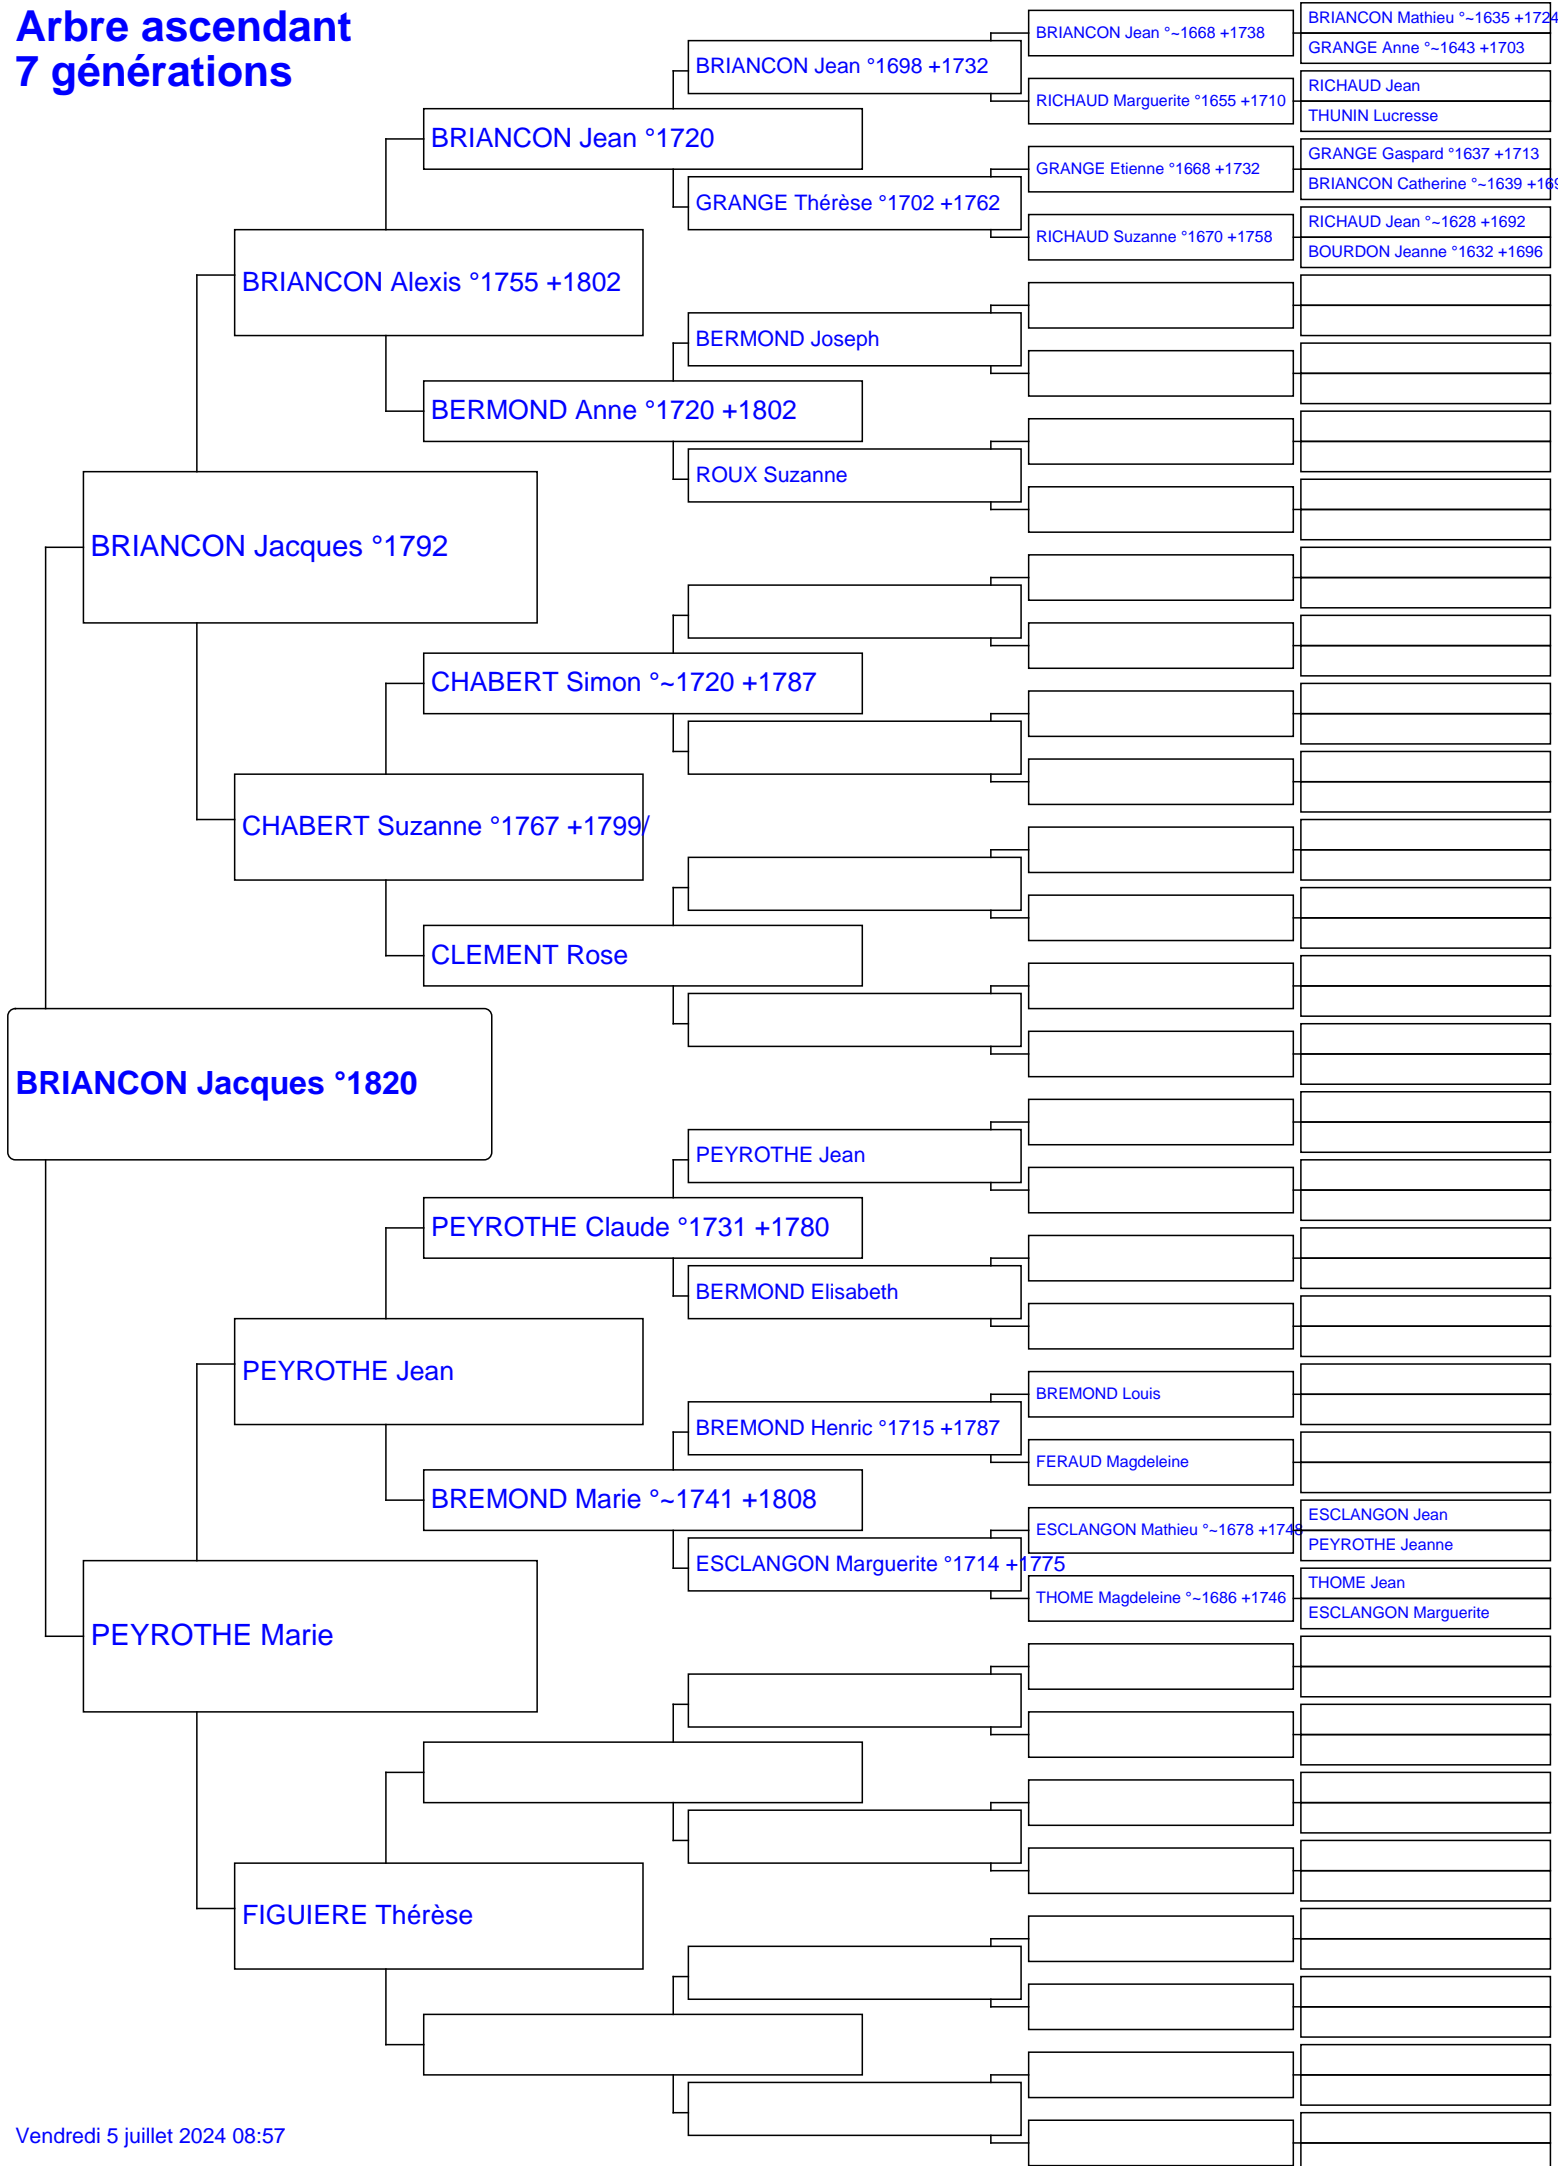 Arbre ascendant
7 générations
BRIANCON Jacques °1820
BRIANCON Jacques °1792
PEYROTHE Marie
BRIANCON Alexis °1755 +1802
CHABERT Suzanne °1767 +1799/
PEYROTHE Jean
FIGUIERE Thérèse
BRIANCON Jean °1720
BERMOND Anne °1720 +1802
CHABERT Simon °~1720 +1787
CLEMENT Rose
PEYROTHE Claude °1731 +1780
BREMOND Marie °~1741 +1808
BRIANCON Jean °1698 +1732
GRANGE Thérèse °1702 +1762
BERMOND Joseph
ROUX Suzanne
PEYROTHE Jean
BERMOND Elisabeth
BREMOND Henric °1715 +1787
ESCLANGON Marguerite °1714 +1775
BRIANCON Jean °~1668 +1738
RICHAUD Marguerite °1655 +1710
GRANGE Etienne °1668 +1732
RICHAUD Suzanne °1670 +1758
BREMOND Louis
FERAUD Magdeleine
ESCLANGON Mathieu °~1678 +1748
THOME Magdeleine °~1686 +1746
BRIANCON Mathieu °~1635 +1724
GRANGE Anne °~1643 +1703
RICHAUD Jean
THUNIN Lucresse
GRANGE Gaspard °1637 +1713
BRIANCON Catherine °~1639
RICHAUD Jean °~1628 +1692
BOURDON Jeanne °1632 +1696
ESCLANGON Jean
PEYROTHE Jeanne
THOME Jean
ESCLANGON Marguerite
Vendredi 5 juillet 2024 08:57